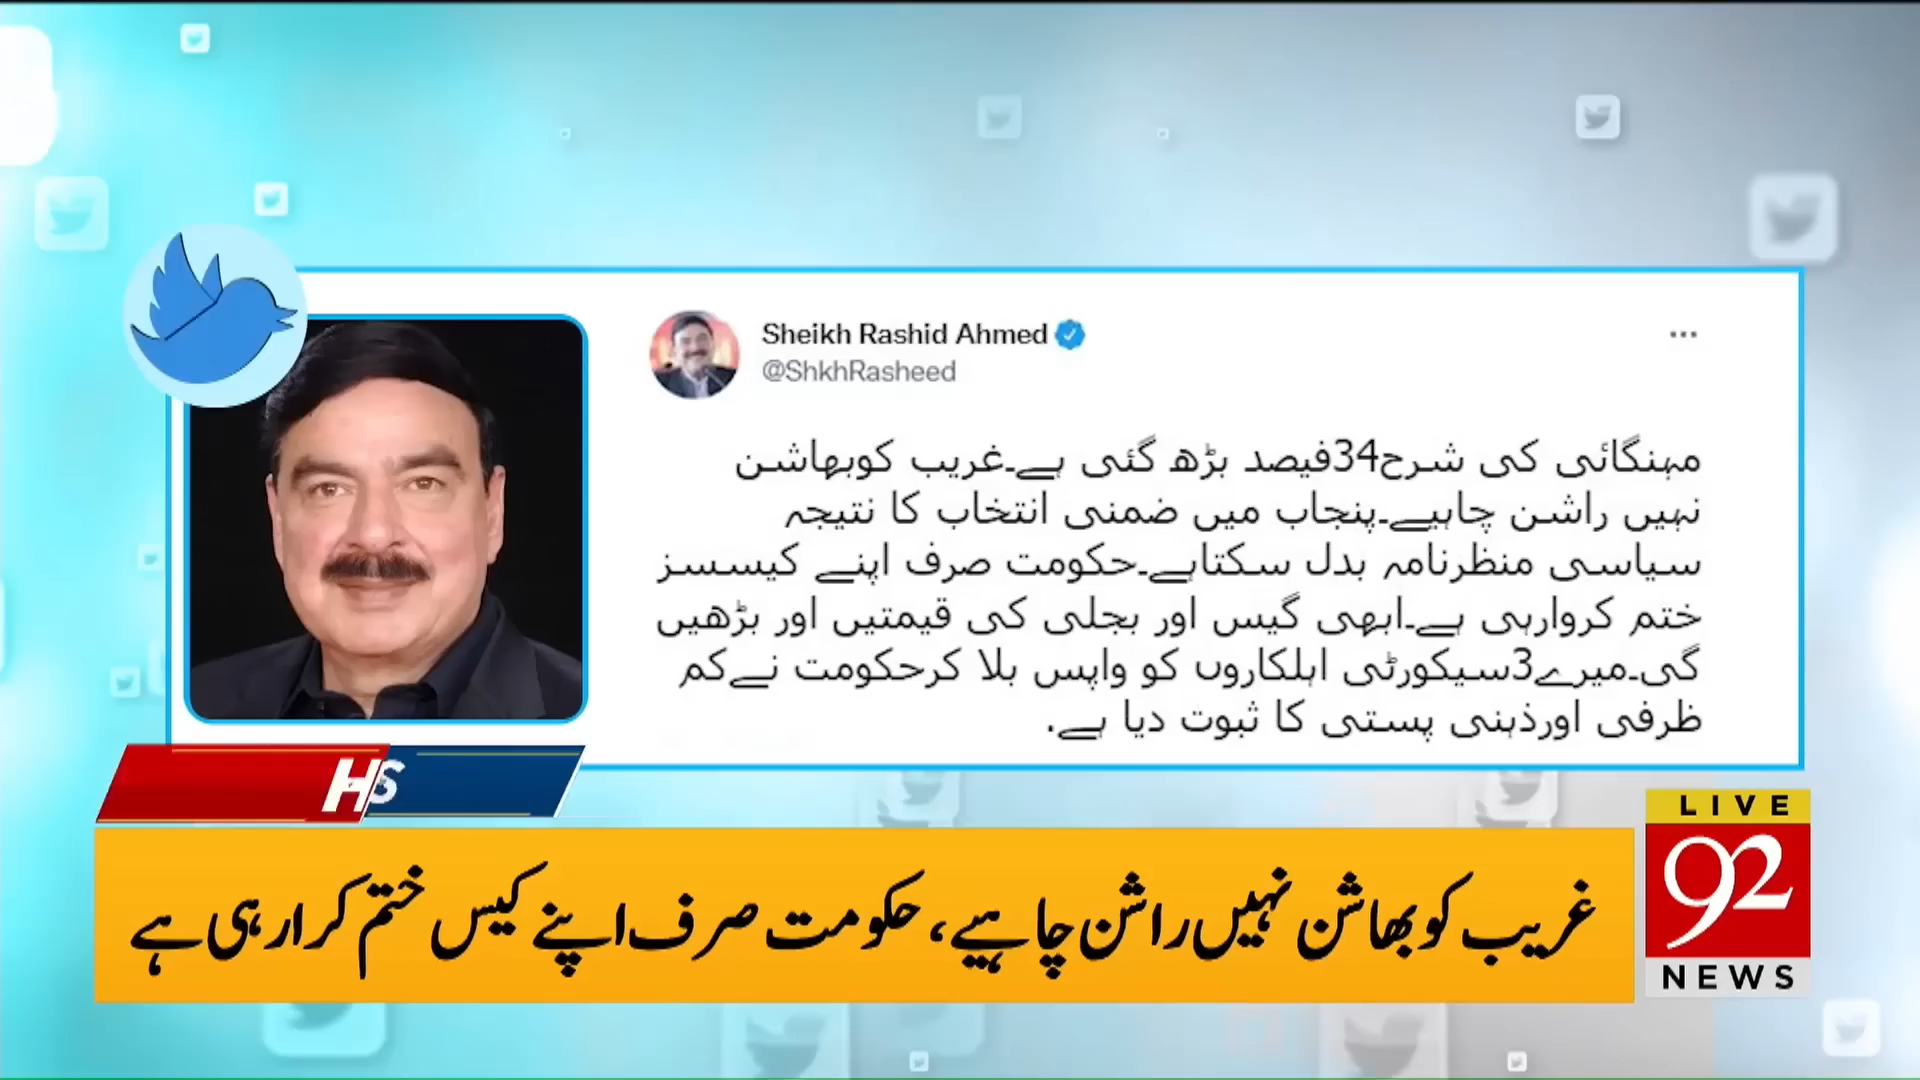 Sheikh Rashid Ahmed
@ShkhRasheed
مہنگائی کی شرح34فیصد بڑھ گئی ہے۔غریب کوبھاشن
نہیں راشن چاہیے۔پنجاب میں ضمنی انتخاب کا نتیجہ
سیاسی منظرنامہ بدل سکتاہے۔حکومت صرف اپنے کیسسز
ختم کروارہی ہے۔ابھی گیس اور بجلی کی قیمتیں اور بڑھیں
گی۔میرے3سیکورٹی اہلکاروں کو واپس بلا کرحکومت نےکم
ظرفی اورذہنی پستی کا ثبوت دیا ہے.
غریب کو بھاشن نہیں راشن چاہیے، حکومت صرف اپنے کیس ختم کرا رہی ہے
LIVE
92
NEWS